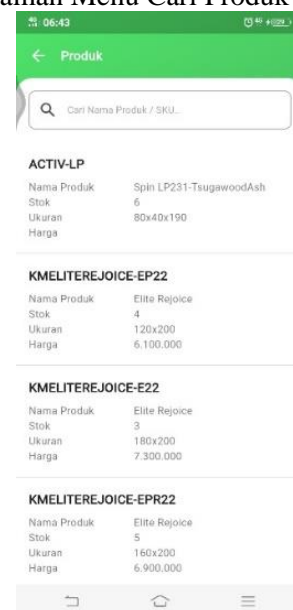 Menu Cari Produk
06:43
Produk
Cari Nama Produk / SKU..
ACTIV-LP
Nama Produk Spin LP231-TsugawoodAsh
Stok 6
Ukuran 80x40x190
Harga
KMELITEREJOICE-EP22
Nama Produk Elite Rejoice
Stok 4
Ukuran 120x200
Harga 6.100.000
KMELITEREJOICE-E22
Nama Produk Elite Rejoice
Stok 3
Ukuran 180x200
Harga 7.300.000
KMELITEREJOICE-EPR22
Nama Produk Elite Rejoice
Stok 5
Ukuran 160x200
Harga 6.900.000